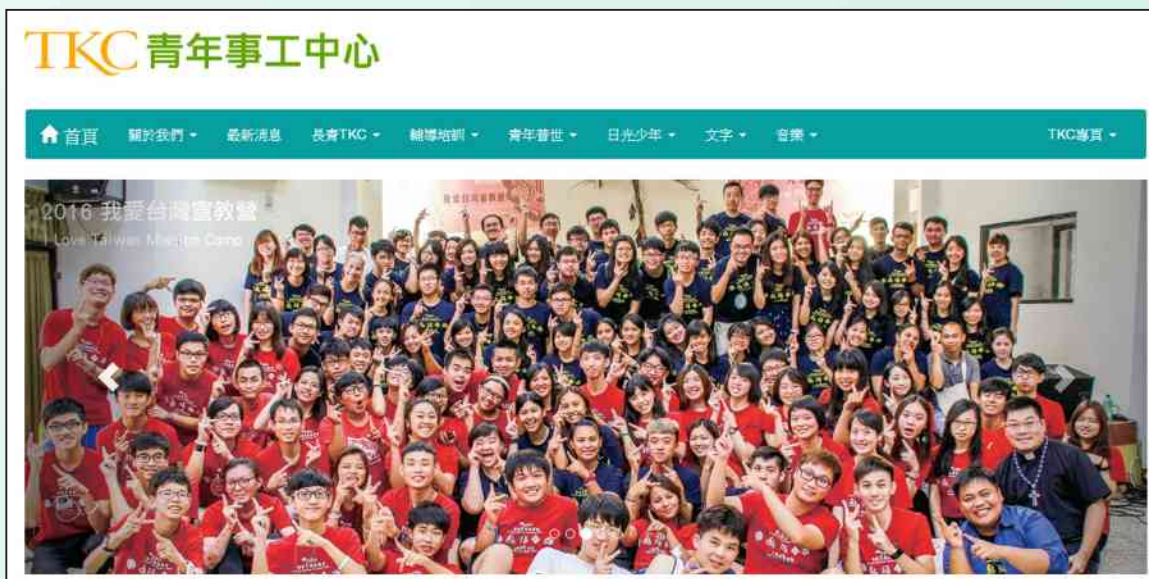 TKC 青年事工中心
首頁 關於我們 最新消息 長青TKC 輔導培訓 青年普世 日光少年 文字 音樂 TKC專頁
2016 我愛台灣宣教營
I Love Taiwan Mission Camp